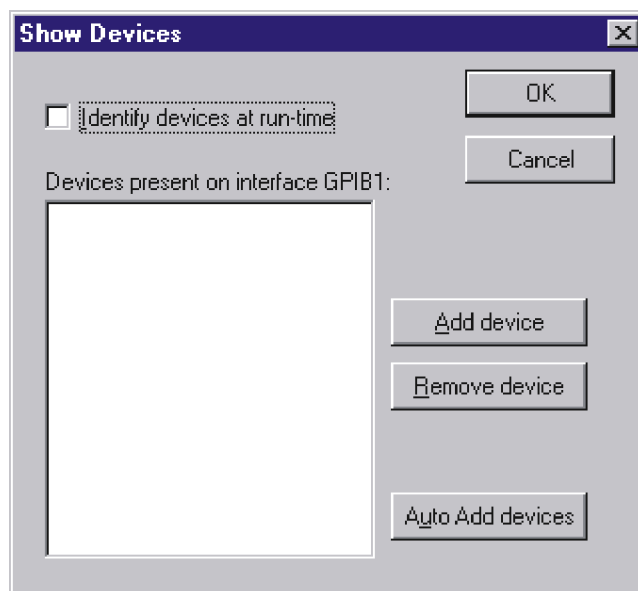 Show Devices
OK
Identify devices at run-time
Cancel
Devices present on interface GPIB1:
Add device
Remove device
Auto Add devices